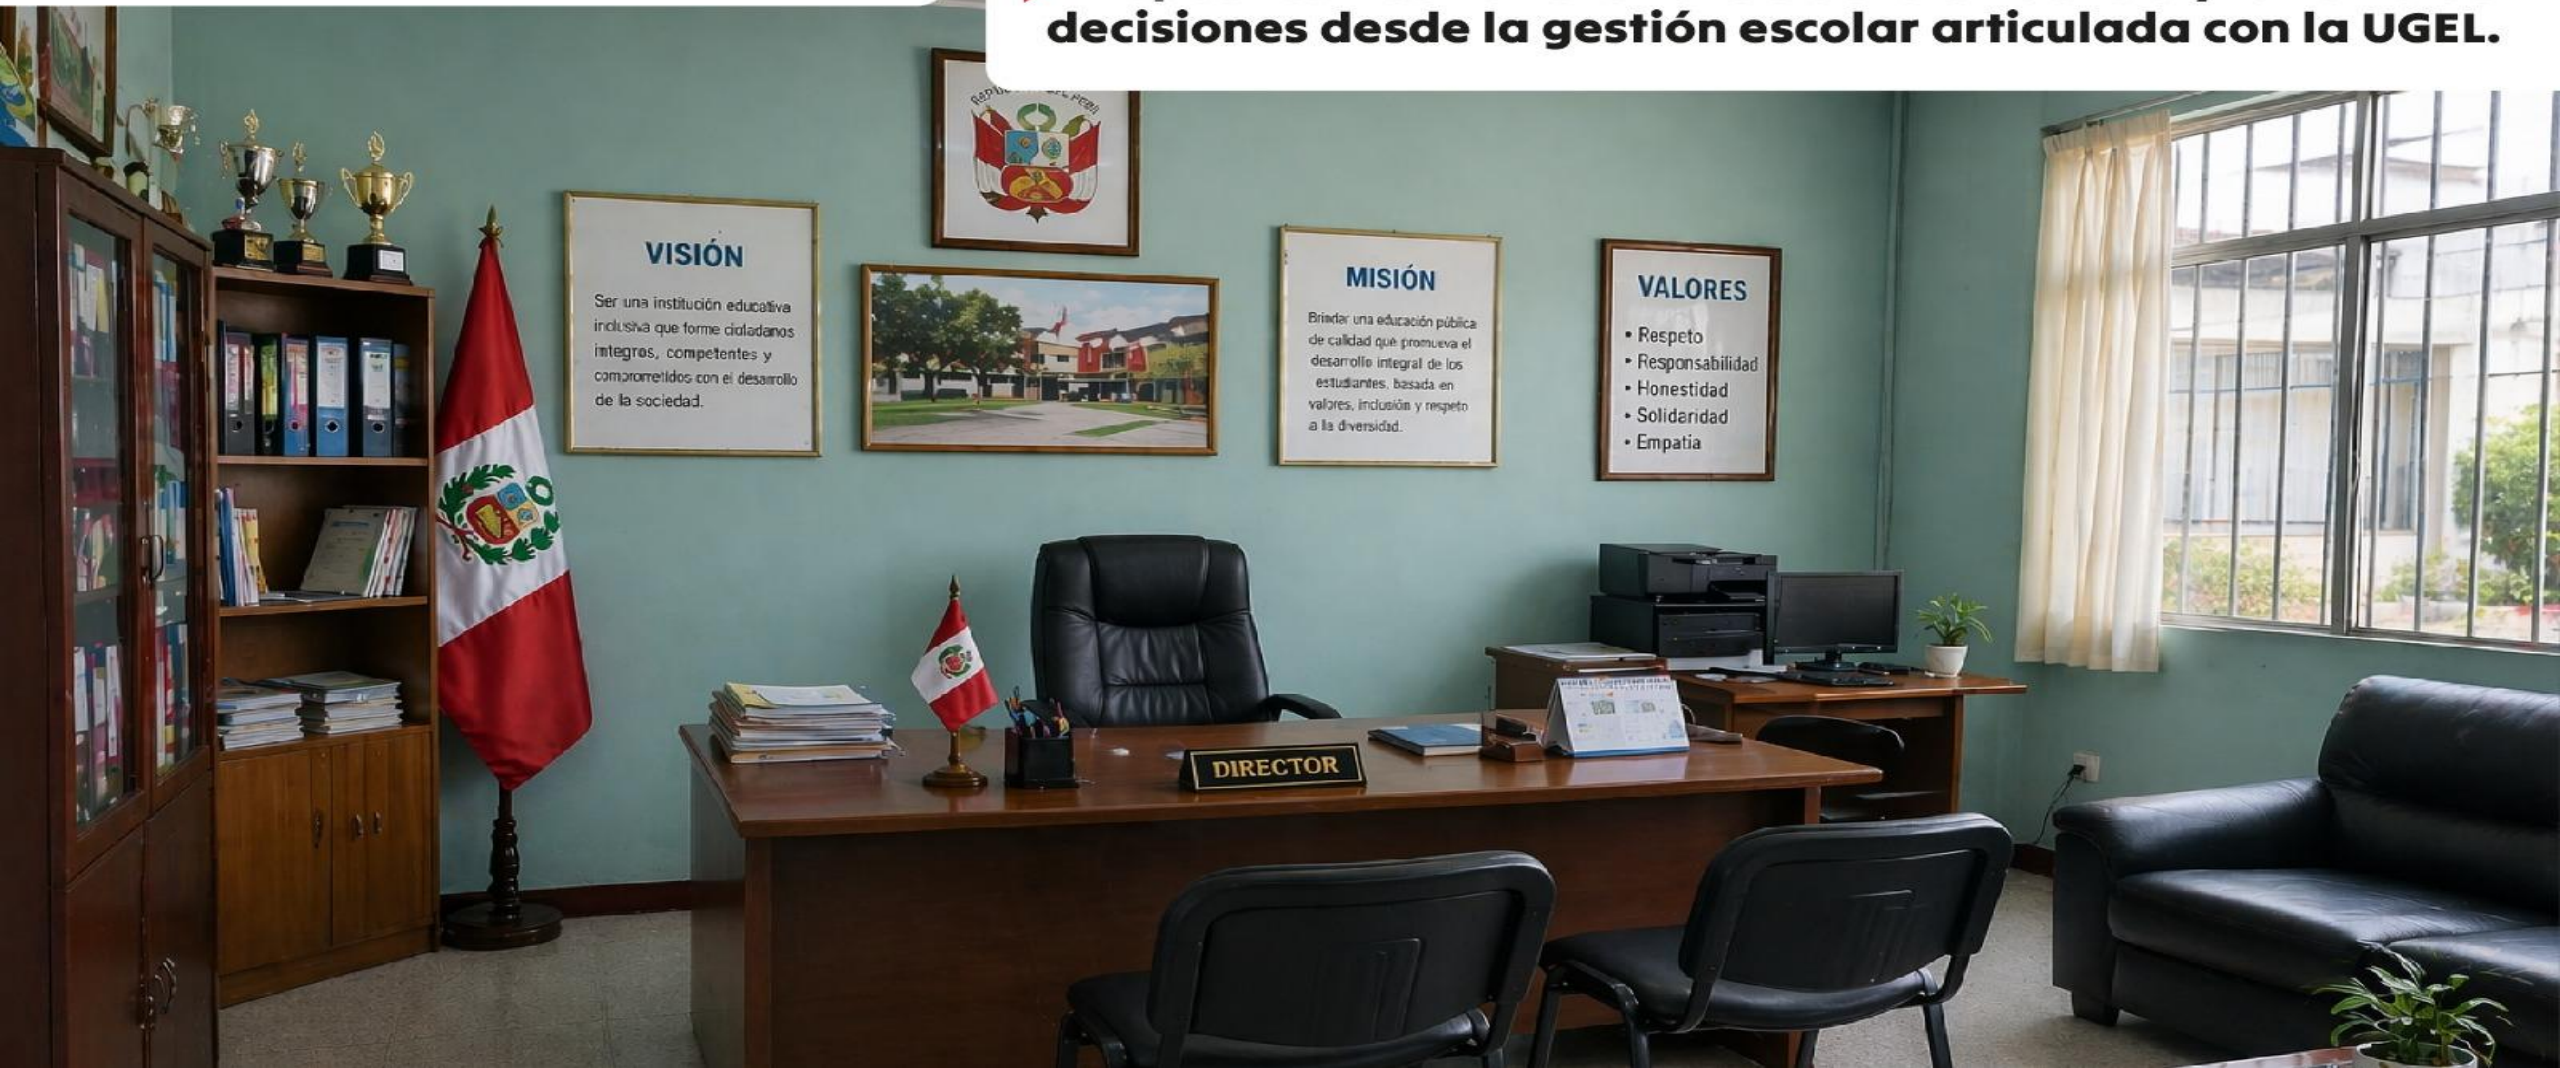 decisiones desde la gestión escolar articulada con la UGEL.
VISIÓN
Ser una institución educativa
inclusiva que forme ciudadanos
integros, competentes y
comprometidos con el desarrollo
de la sociedad.
MISIÓN
Brindar una educación pública
de calidad que promueva el
desarrollo integral de los
estudiantes, basada en
valores, inclusión y respeto
a la diversidad.
VALORES
• Respeto
• Responsabilidad
• Honestidad
• Solidaridad
• Empatia
DIRECTOR